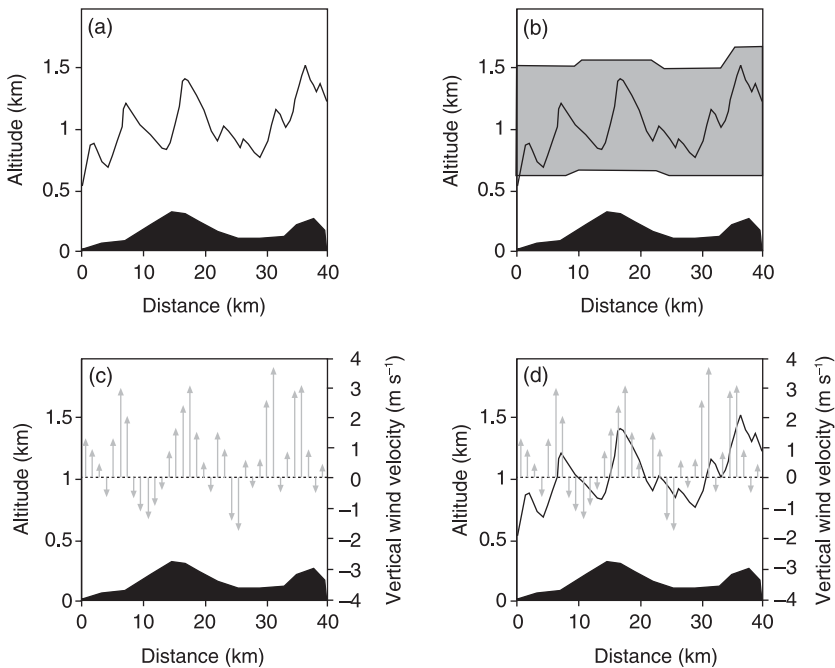 (a)
1.5
1
0.5
0
Altitude (km)
0 10 20 30 40
Distance (km)
(b)
1.5
1
0.5
0
Altitude (km)
0 10 20 30 40
Distance (km)
(c)
1.5
1
0.5
0
Altitude (km)
4
3
2
1
0
–1
–2
–3
–4
Vertical wind velocity (m s⁻¹)
0 10 20 30 40
Distance (km)
(d)
1.5
1
0.5
0
Altitude (km)
4
3
2
1
0
–1
–2
–3
–4
Vertical wind velocity (m s⁻¹)
0 10 20 30 40
Distance (km)